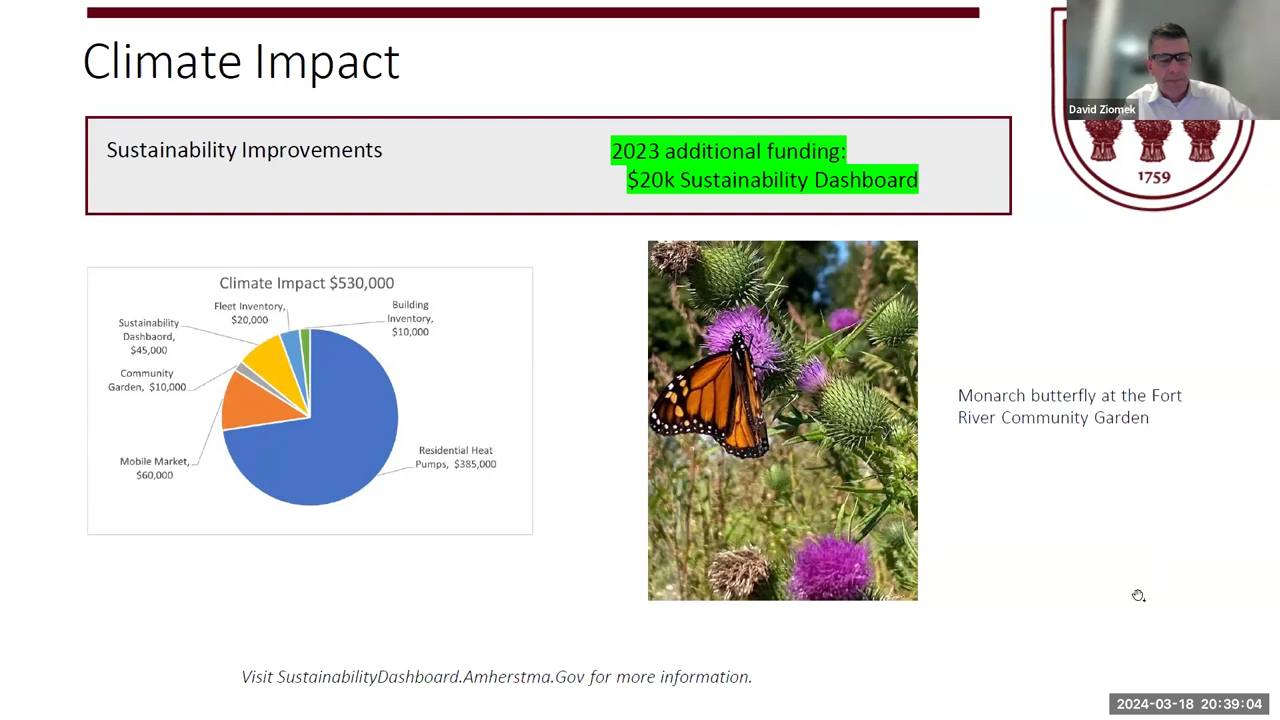 Climate Impact
David Ziomek
1759
Sustainability Improvements
2023 additional funding:
$20k Sustainability Dashboard
Climate Impact $530,000
Fleet Inventory,
$20,000
Building
Inventory,
$10,000
Sustainability
Dashbaord,
$45,000
Community
Garden, $10,000
Mobile Market,
$60,000
Residential Heat
Pumps, $385,000
Monarch butterfly at the Fort
River Community Garden
Visit SustainabilityDashboard.Amherstma.Gov for more information.
2024-03-18 20:39:04